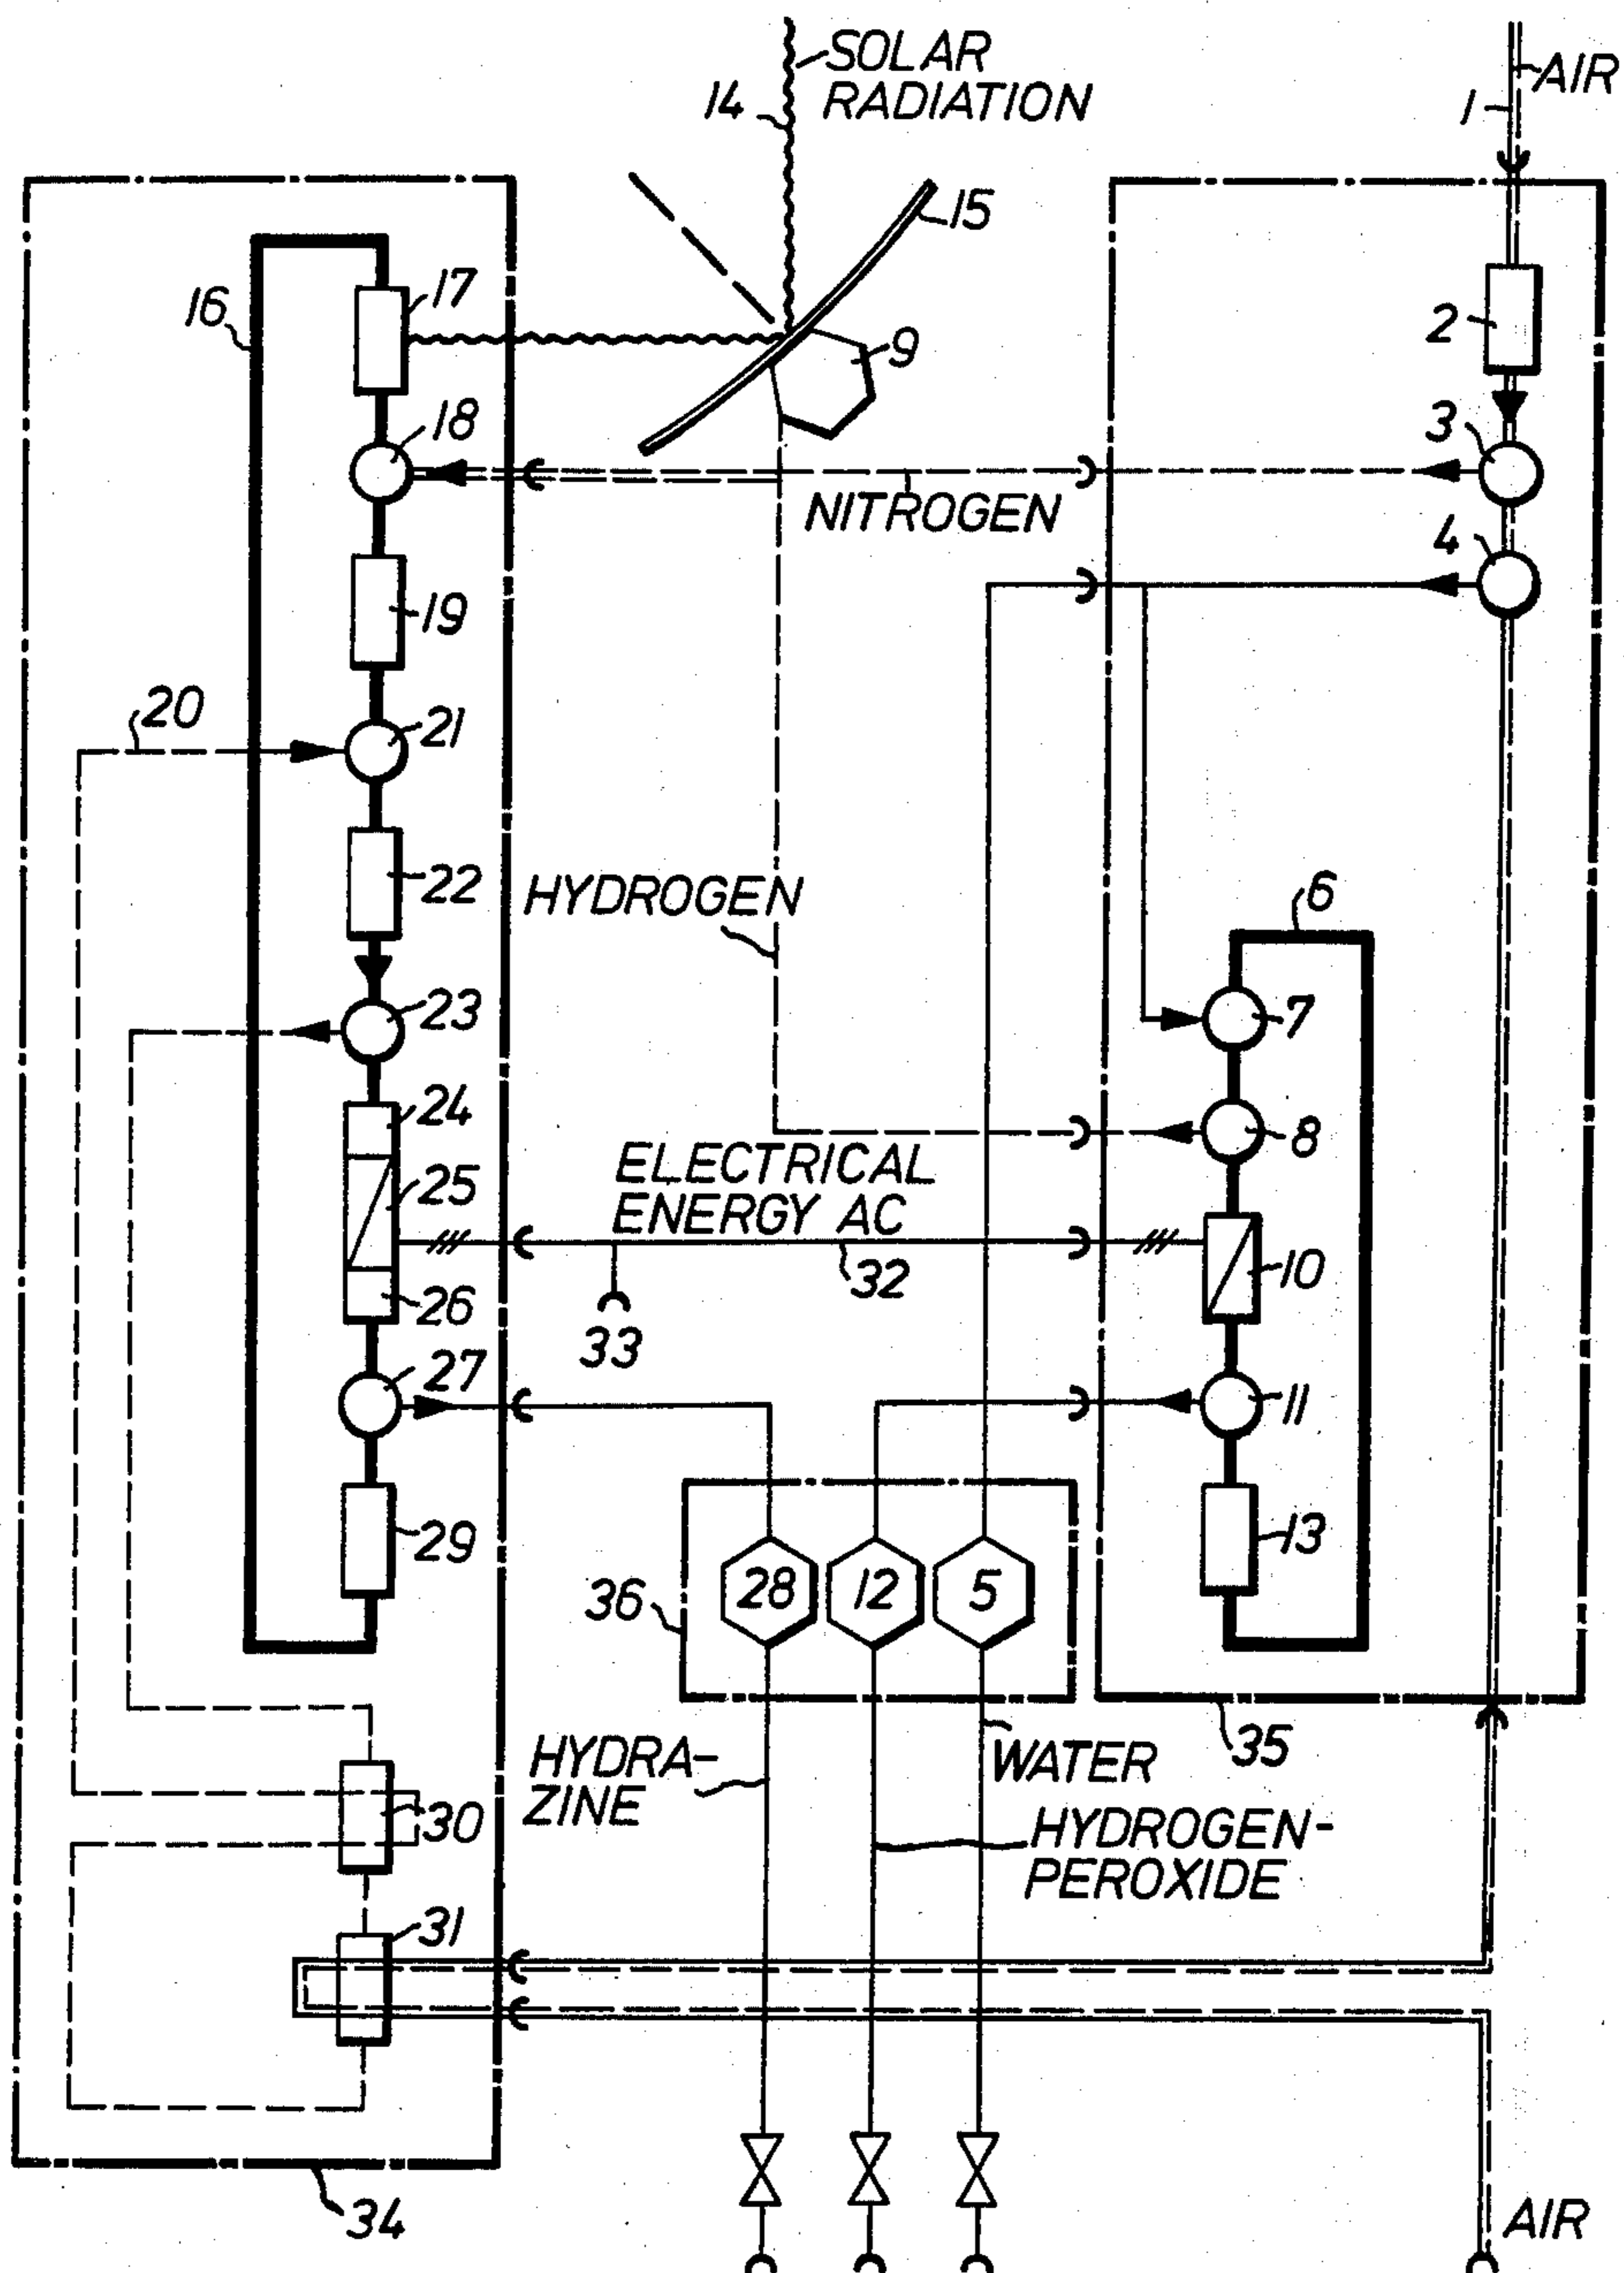 SOLAR
RADIATION
14
AIR
1
15
16
17
2
9
18
3
NITROGEN
4
19
20
21
22
HYDROGEN
6
23
7
24
8
ELECTRICAL
ENERGY AC
25
10
32
26
33
27
11
29
13
36
28
12
5
35
HYDRA-
ZINE
WATER
30
HYDROGEN-
PEROXIDE
31
34
AIR